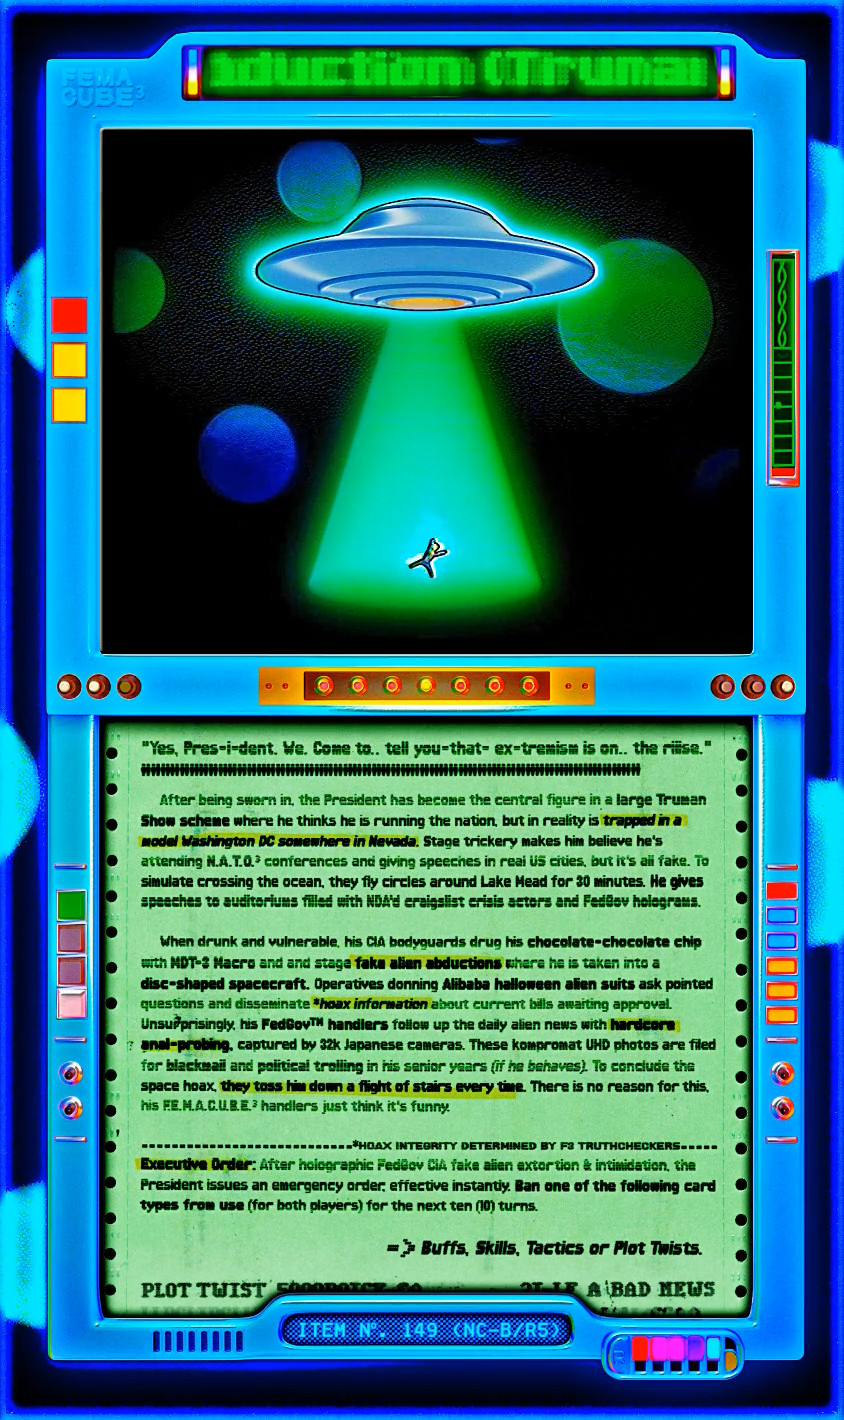 FEMA
CUBE³
iduction (Truma
"Yes, Pres-i-dent. We. Come to.. tell you-that- ex-tremism is on.. the riiise."
After being sworn in, the President has become the central figure in a large Truman
Show scheme where he thinks he is running the nation, but in reality is trapped in a
model Washington DC somewhere in Nevada. Stage trickery makes him believe he's
attending N.A.T.O.³ conferences and giving speeches in real US cities, but it's all fake. To
simulate crossing the ocean, they fly circles around Lake Mead for 30 minutes. He gives
speeches to auditoriums filled with NDA'd craigslist crisis actors and FedGov holograms.
When drunk and vulnerable, his CIA bodyguards drug his chocolate-chocolate chip
with MDT-3 Macro and and stage fake alien abductions where he is taken into a
disc-shaped spacecraft. Operatives donning Alibaba halloween alien suits ask pointed
questions and disseminate *hoax information about current bills awaiting approval.
Unsurprisingly, his FedGov™ handlers follow up the daily alien news with hardcore
anal-probing, captured by 32k Japanese cameras. These kompromat UHD photos are filed
for blackmail and political trolling in his senior years (if he behaves). To conclude the
space hoax, they toss him down a flight of stairs every time. There is no reason for this,
his F.E.M.A.C.U.B.E.³ handlers just think it's funny.
*HOAX INTEGRITY DETERMINED BY F3 TRUTHCHECKERS-----
Executive Order: After holographic FedGov CIA fake alien extortion & intimidation, the
President issues an emergency order, effective instantly. Ban one of the following card
types from use (for both players) for the next ten (10) turns.
Buffs, Skills, Tactics or Plot Twists.
PLOT TWIST IF A BAD NEWS
ITEM Nº. 149 (NC-B/R5)